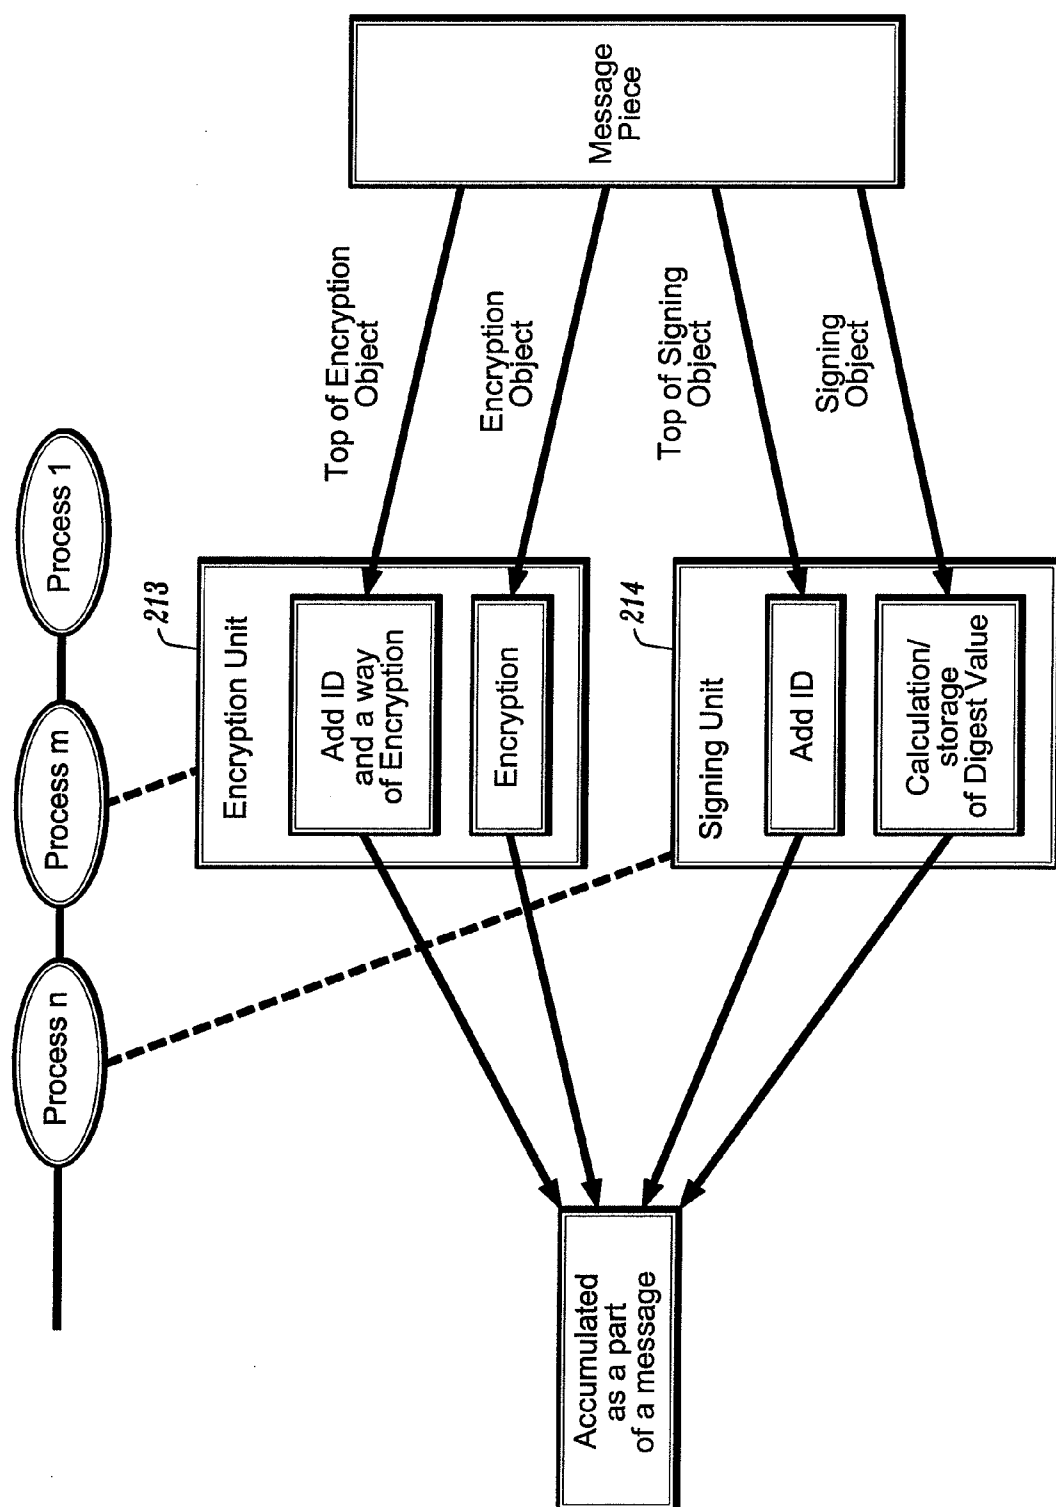 Process 1
Process m
Process n
213
Encryption Unit
Add ID
and a way
of Encryption
Encryption
214
Signing Unit
Add ID
Calculation/
storage
of Digest Value
Message
Piece
Top of Encryption
Object
Encryption
Object
Top of Signing
Object
Signing
Object
Accumulated
as a part
of a message